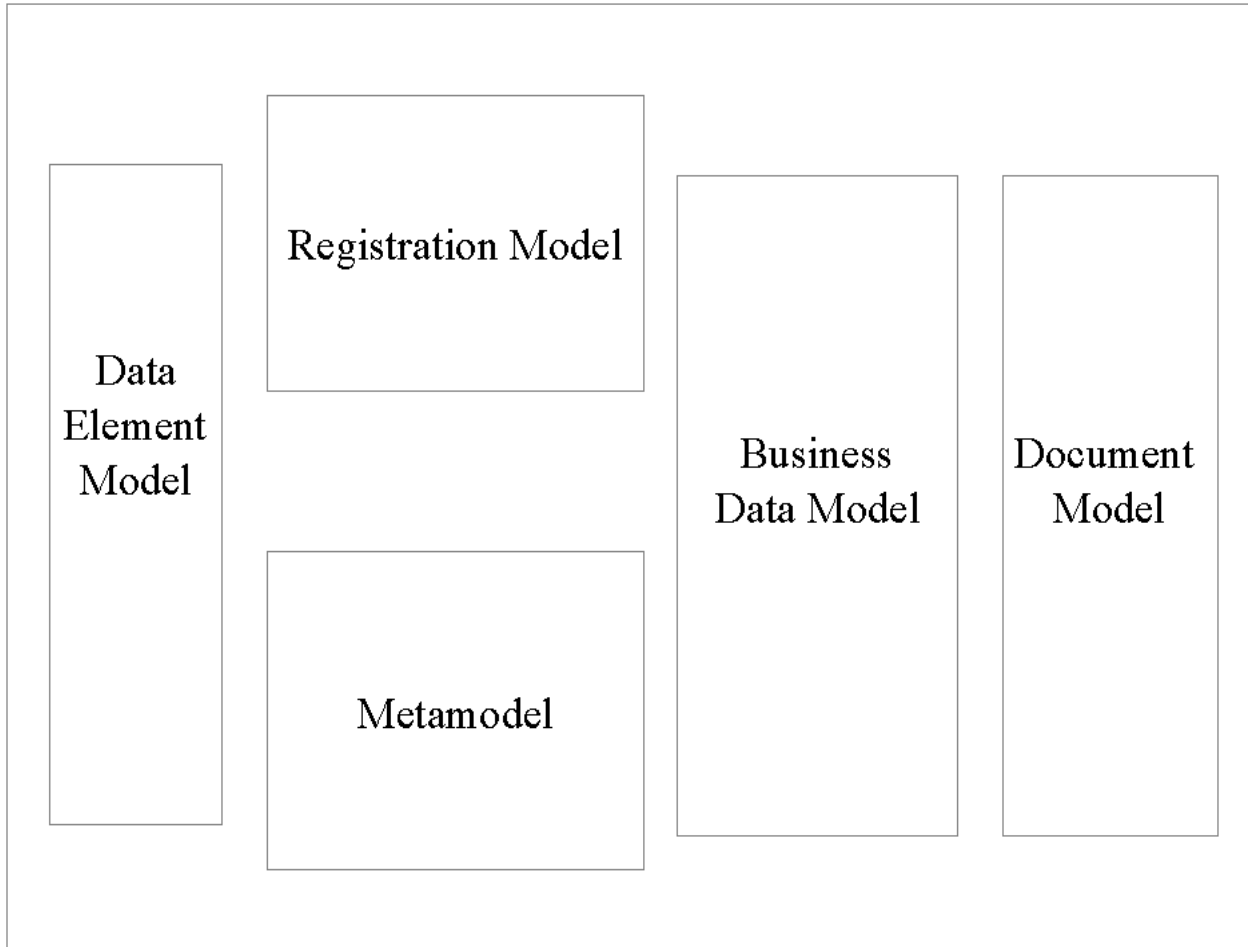 Registration Model
Data
Element
Model
Business
Data Model
Document
Model
Metamodel